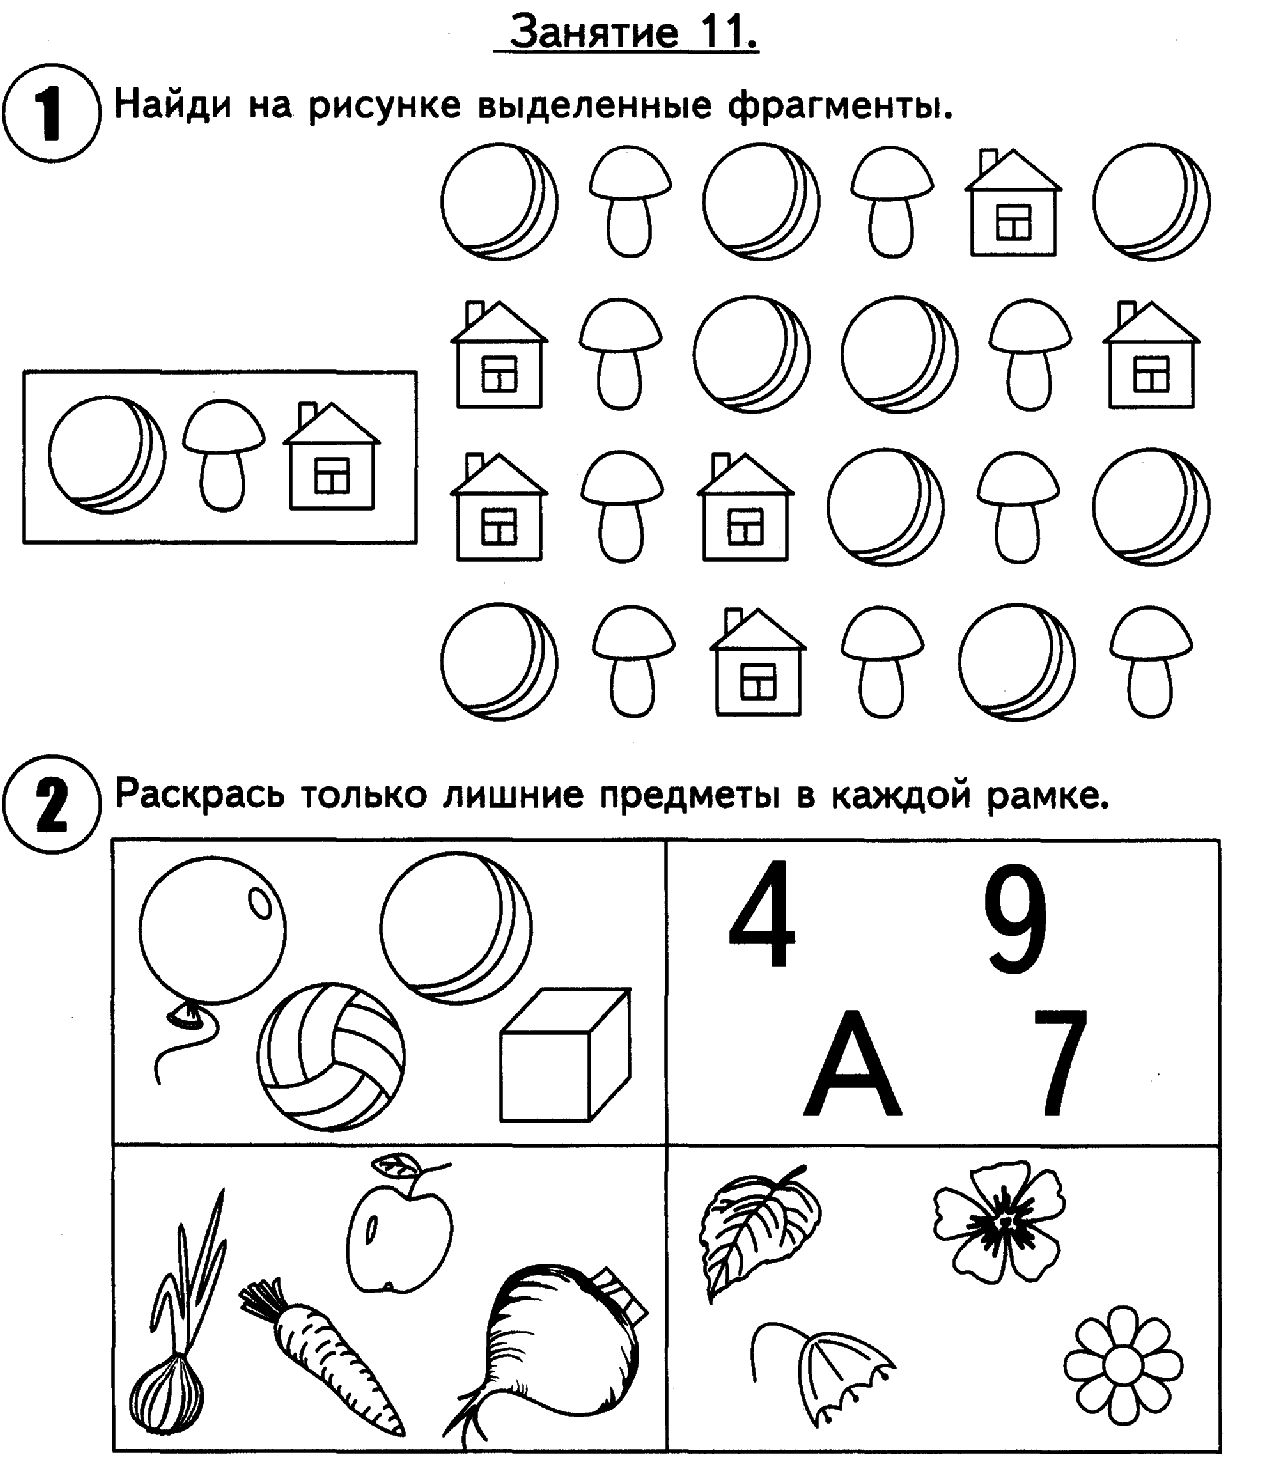 Занятие 11.
1 Найди на рисунке выделенные фрагменты.
2 Раскрась только лишние предметы в каждой рамке.
4 9
А 7